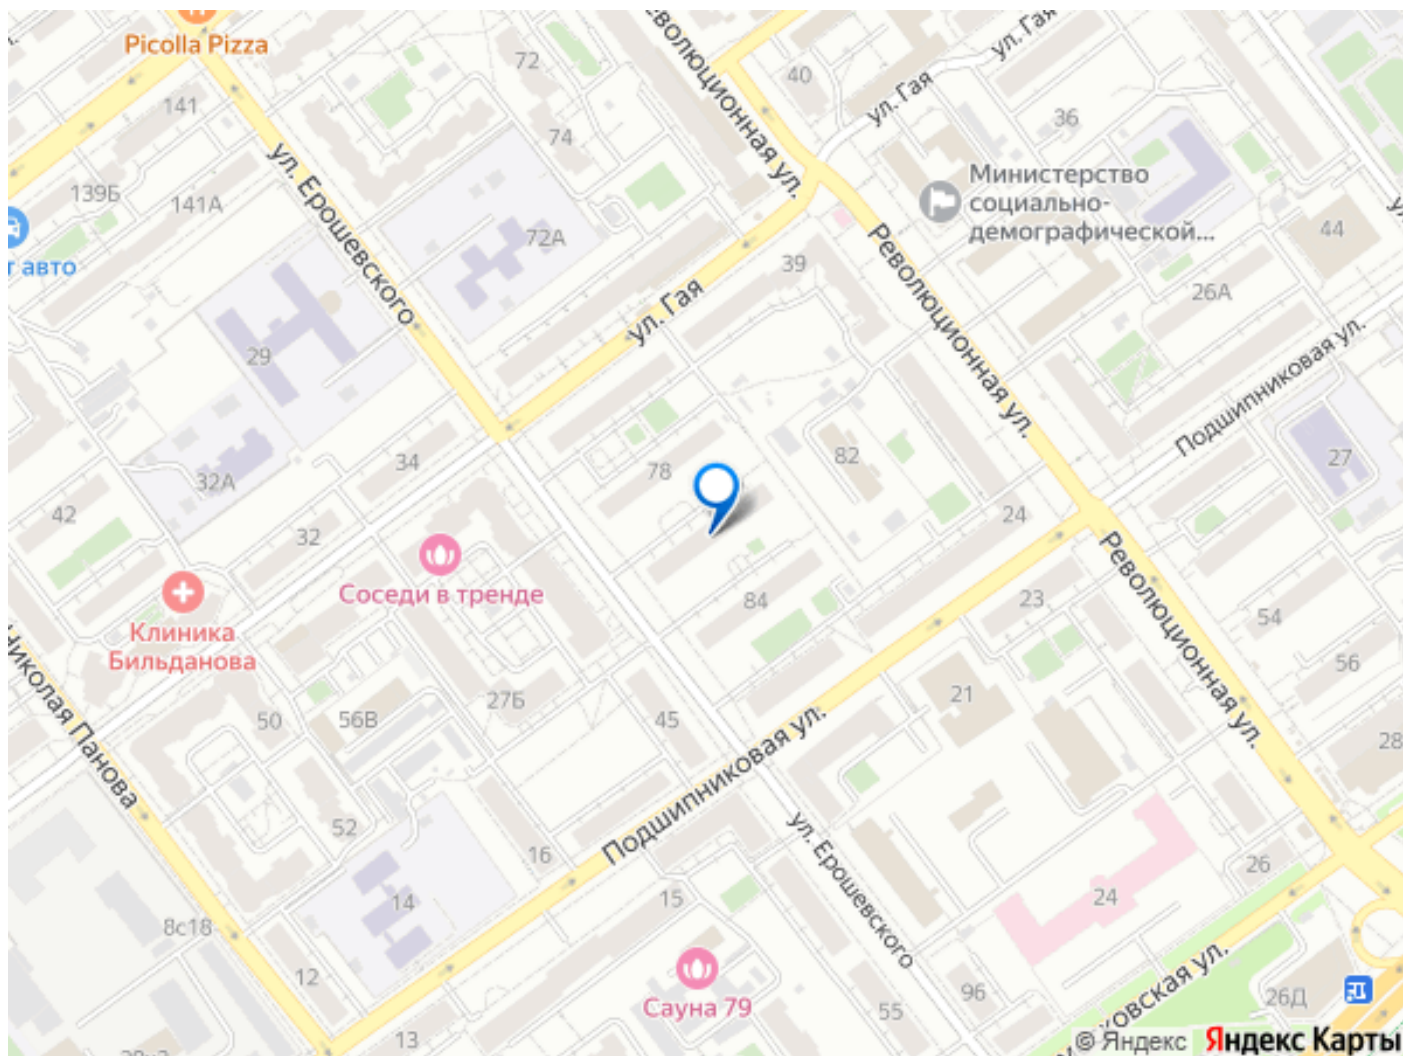 Picolla Pizza
72
40
ул. Гая
Революционная ул.
ул. Гая
141
74
36
ул. Ерошевского
Министерство
социально-
демографической...
139Б
141А
72А
44
т авто
39
Революционная ул.
26А
ул. Гая
29
Подшипниковая ул.
34
78
82
27
32А
42
32
24
Соседи в тренде
Революционная ул.
Клиника
Бильданова
84
23
54
56
Николая Панова
50
56В
27Б
45
21
28
Подшипниковая ул.
52
16
ул. Ерошевского
26
14
15
24
8с18
12
Сауна 79
55
96
26Д
13
© Яндекс Яндекс Карты